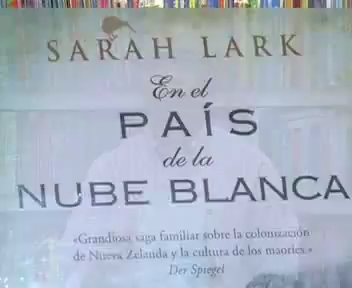 SARAH LARK
En el
PAÍS
de la
NUBE BLANCA
«Grandiosa saga familiar sobre la colonización
de Nueva Zelanda y la cultura de los maoríes.»
Der Spiegel